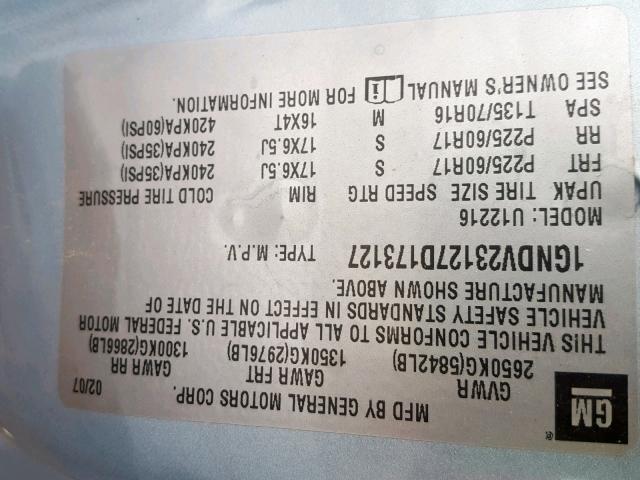 MFD BY GENERAL MOTORS CORP. 02/07
GM ®
GVWR GAWR FRT GAWR RR
2650KG(5842LB) 1350KG(2976LB) 1300KG(2866LB)
THIS VEHICLE CONFORMS TO ALL APPLICABLE U.S. FEDERAL MOTOR
VEHICLE SAFETY STANDARDS IN EFFECT ON THE DATE OF
MANUFACTURE SHOWN ABOVE.
1GNDV23127D173127 TYPE: M.P.V.
MODEL: U12216
UPAK TIRE SIZE SPEED RTG RIM COLD TIRE PRESSURE
FRT P225/60R17 S 17X6.5J 240KPA(35PSI)
RR P225/60R17 S 17X6.5J 240KPA(35PSI)
SPA T135/70R16 M 16X4T 420KPA(60PSI)
SEE OWNER'S MANUAL FOR MORE INFORMATION.